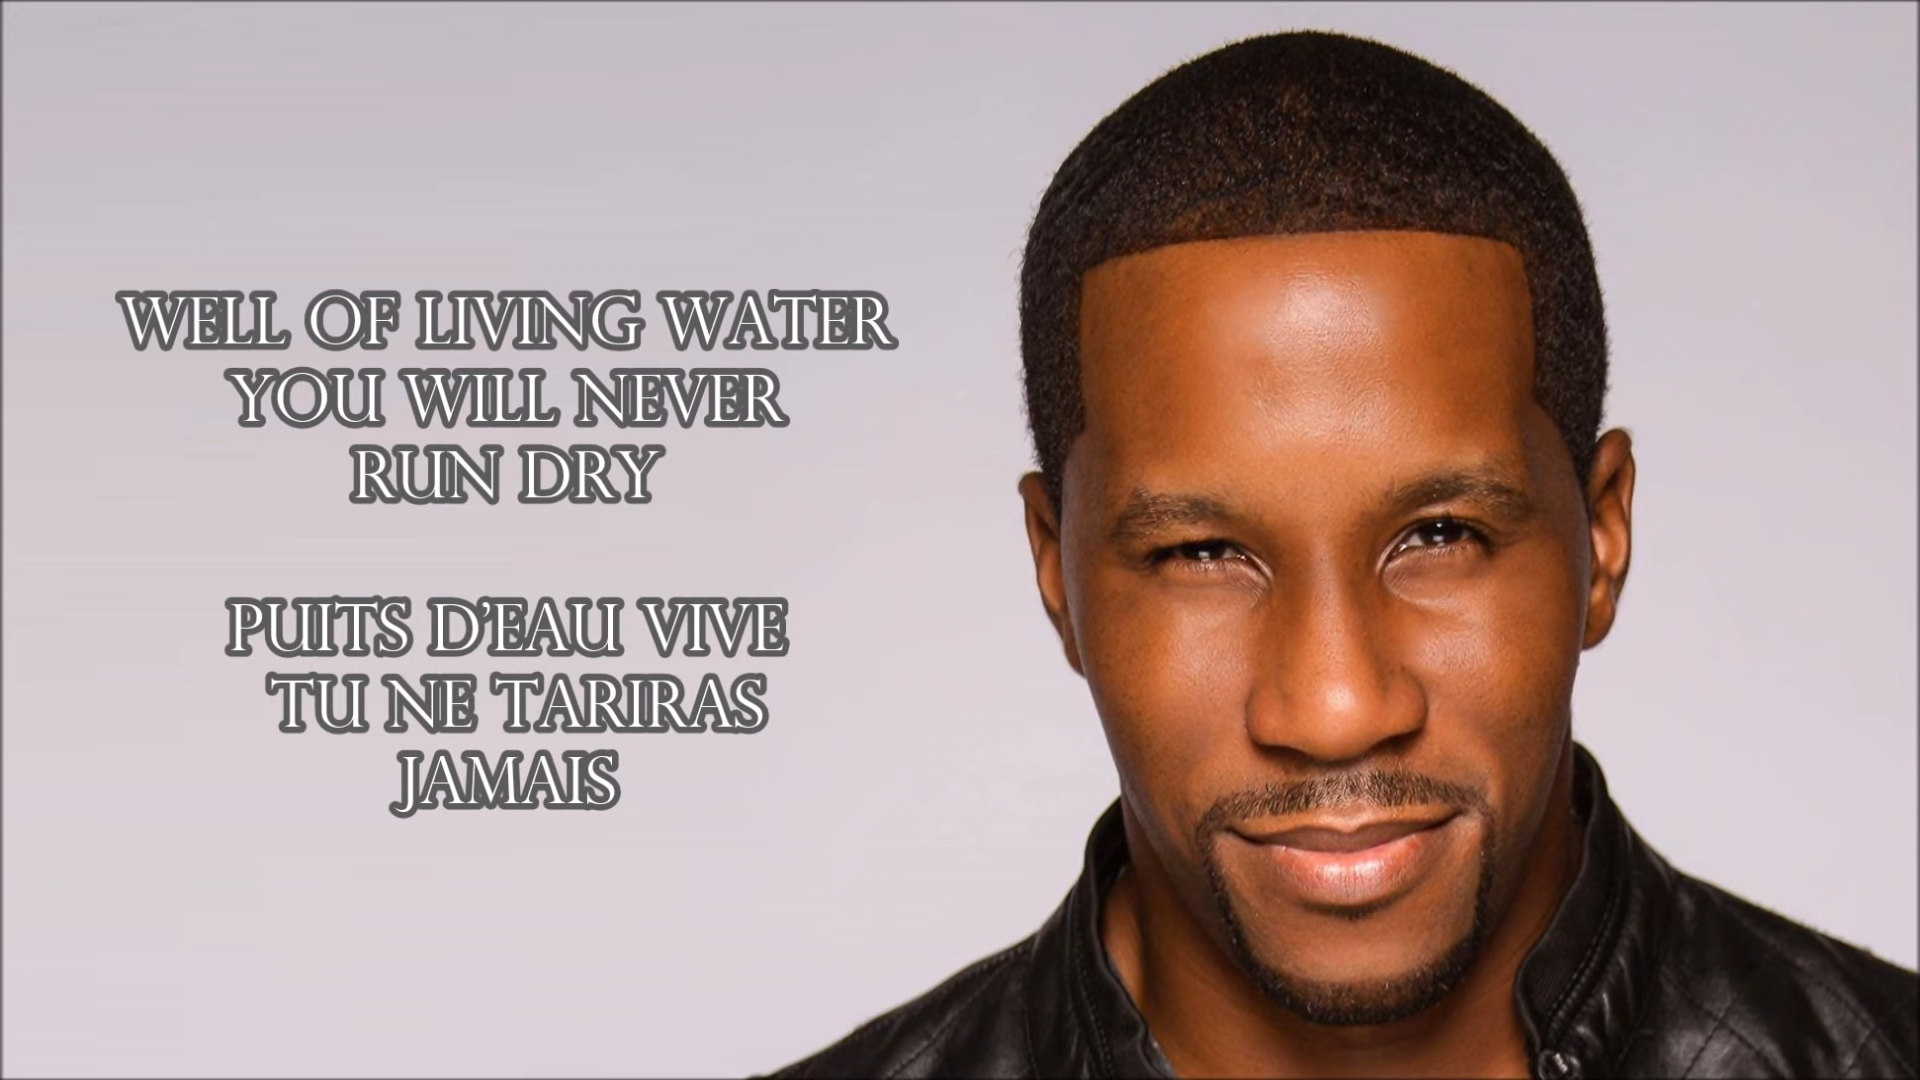 WELL OF LIVING WATER
YOU WILL NEVER
RUN DRY
PUITS D'EAU VIVE
TU NE TARIRAS
JAMAIS